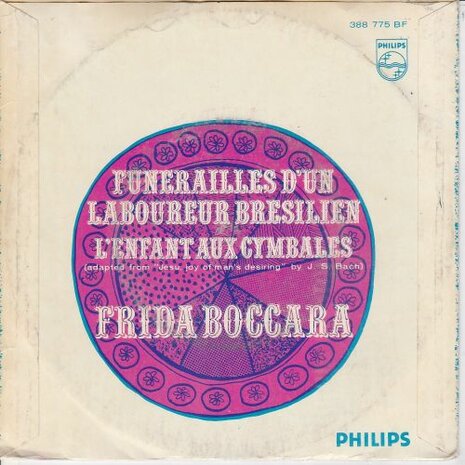 388 775 BF
PHILIPS
FUNERAILLES D'UN
LABOUREUR BRESILIEN
L'ENFANT AUX CYMBALES
(adapted from "Jesu, joy of man's desiring" by J. S. Bach)
FRIDA BOCCARA
PHILIPS